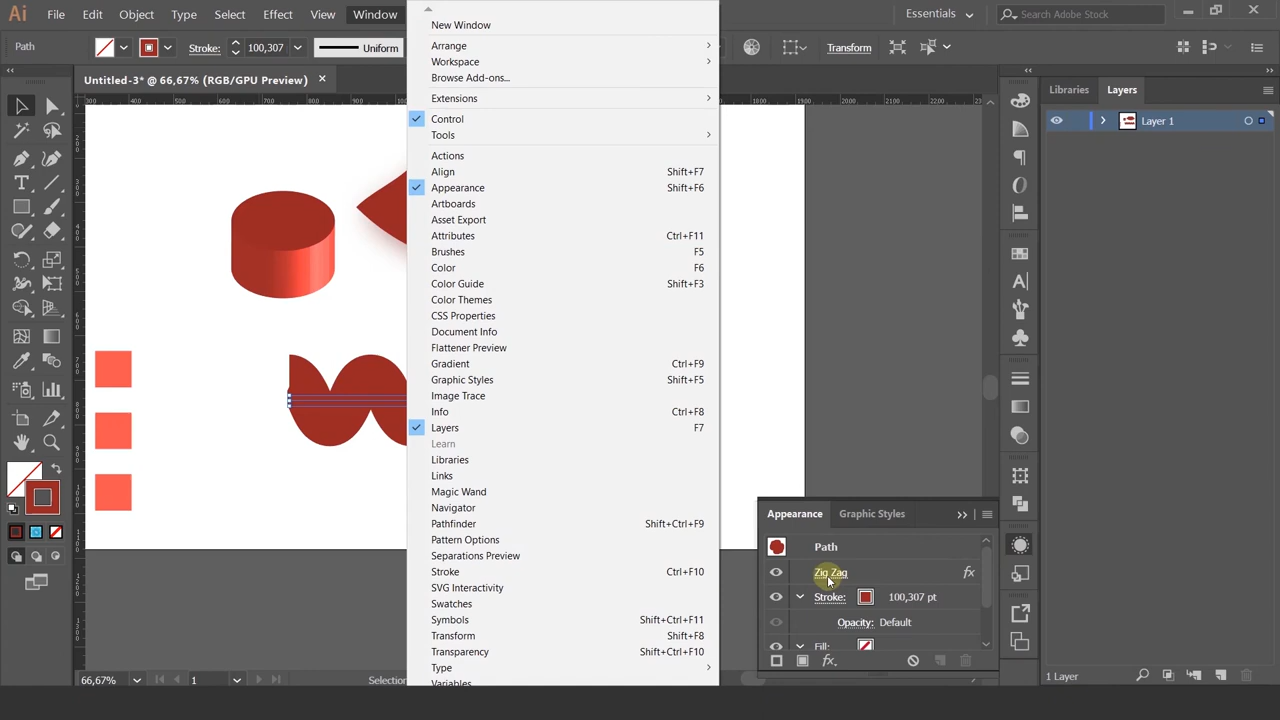 Ai File Edit Object Type Select Effect View Window
Essentials
Search Adobe Stock
Path
Stroke: 100,307
Uniform
Transform
Untitled-3* @ 66,67% (RGB/GPU Preview)
New Window
Arrange
Workspace
Browse Add-ons...
Extensions
Control
Tools
Actions
Align Shift+F7
Appearance Shift+F6
Artboards
Asset Export
Attributes Ctrl+F11
Brushes F5
Color F6
Color Guide Shift+F3
Color Themes
CSS Properties
Document Info
Flattener Preview
Gradient Ctrl+F9
Graphic Styles Shift+F5
Image Trace
Info Ctrl+F8
Layers F7
Learn
Libraries
Links
Magic Wand
Navigator
Pathfinder Shift+Ctrl+F9
Pattern Options
Separations Preview
Stroke Ctrl+F10
SVG Interactivity
Swatches
Symbols Shift+Ctrl+F11
Transform Shift+F8
Transparency Shift+Ctrl+F10
Type
Variables
Libraries Layers
Layer 1
Appearance Graphic Styles
Path
Zig Zag fx
Stroke: 100,307 pt
Opacity: Default
Fill:
fx
66,67%
1
Selection
1 Layer